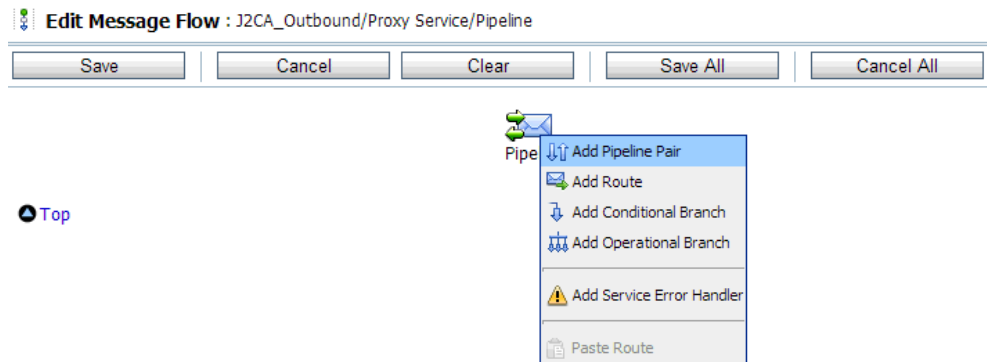 Edit Message Flow : J2CA_Outbound/Proxy Service/Pipeline
Save Cancel Clear Save All Cancel All
Pipe
Add Pipeline Pair
Add Route
Add Conditional Branch
Add Operational Branch
Add Service Error Handler
Paste Route
Top